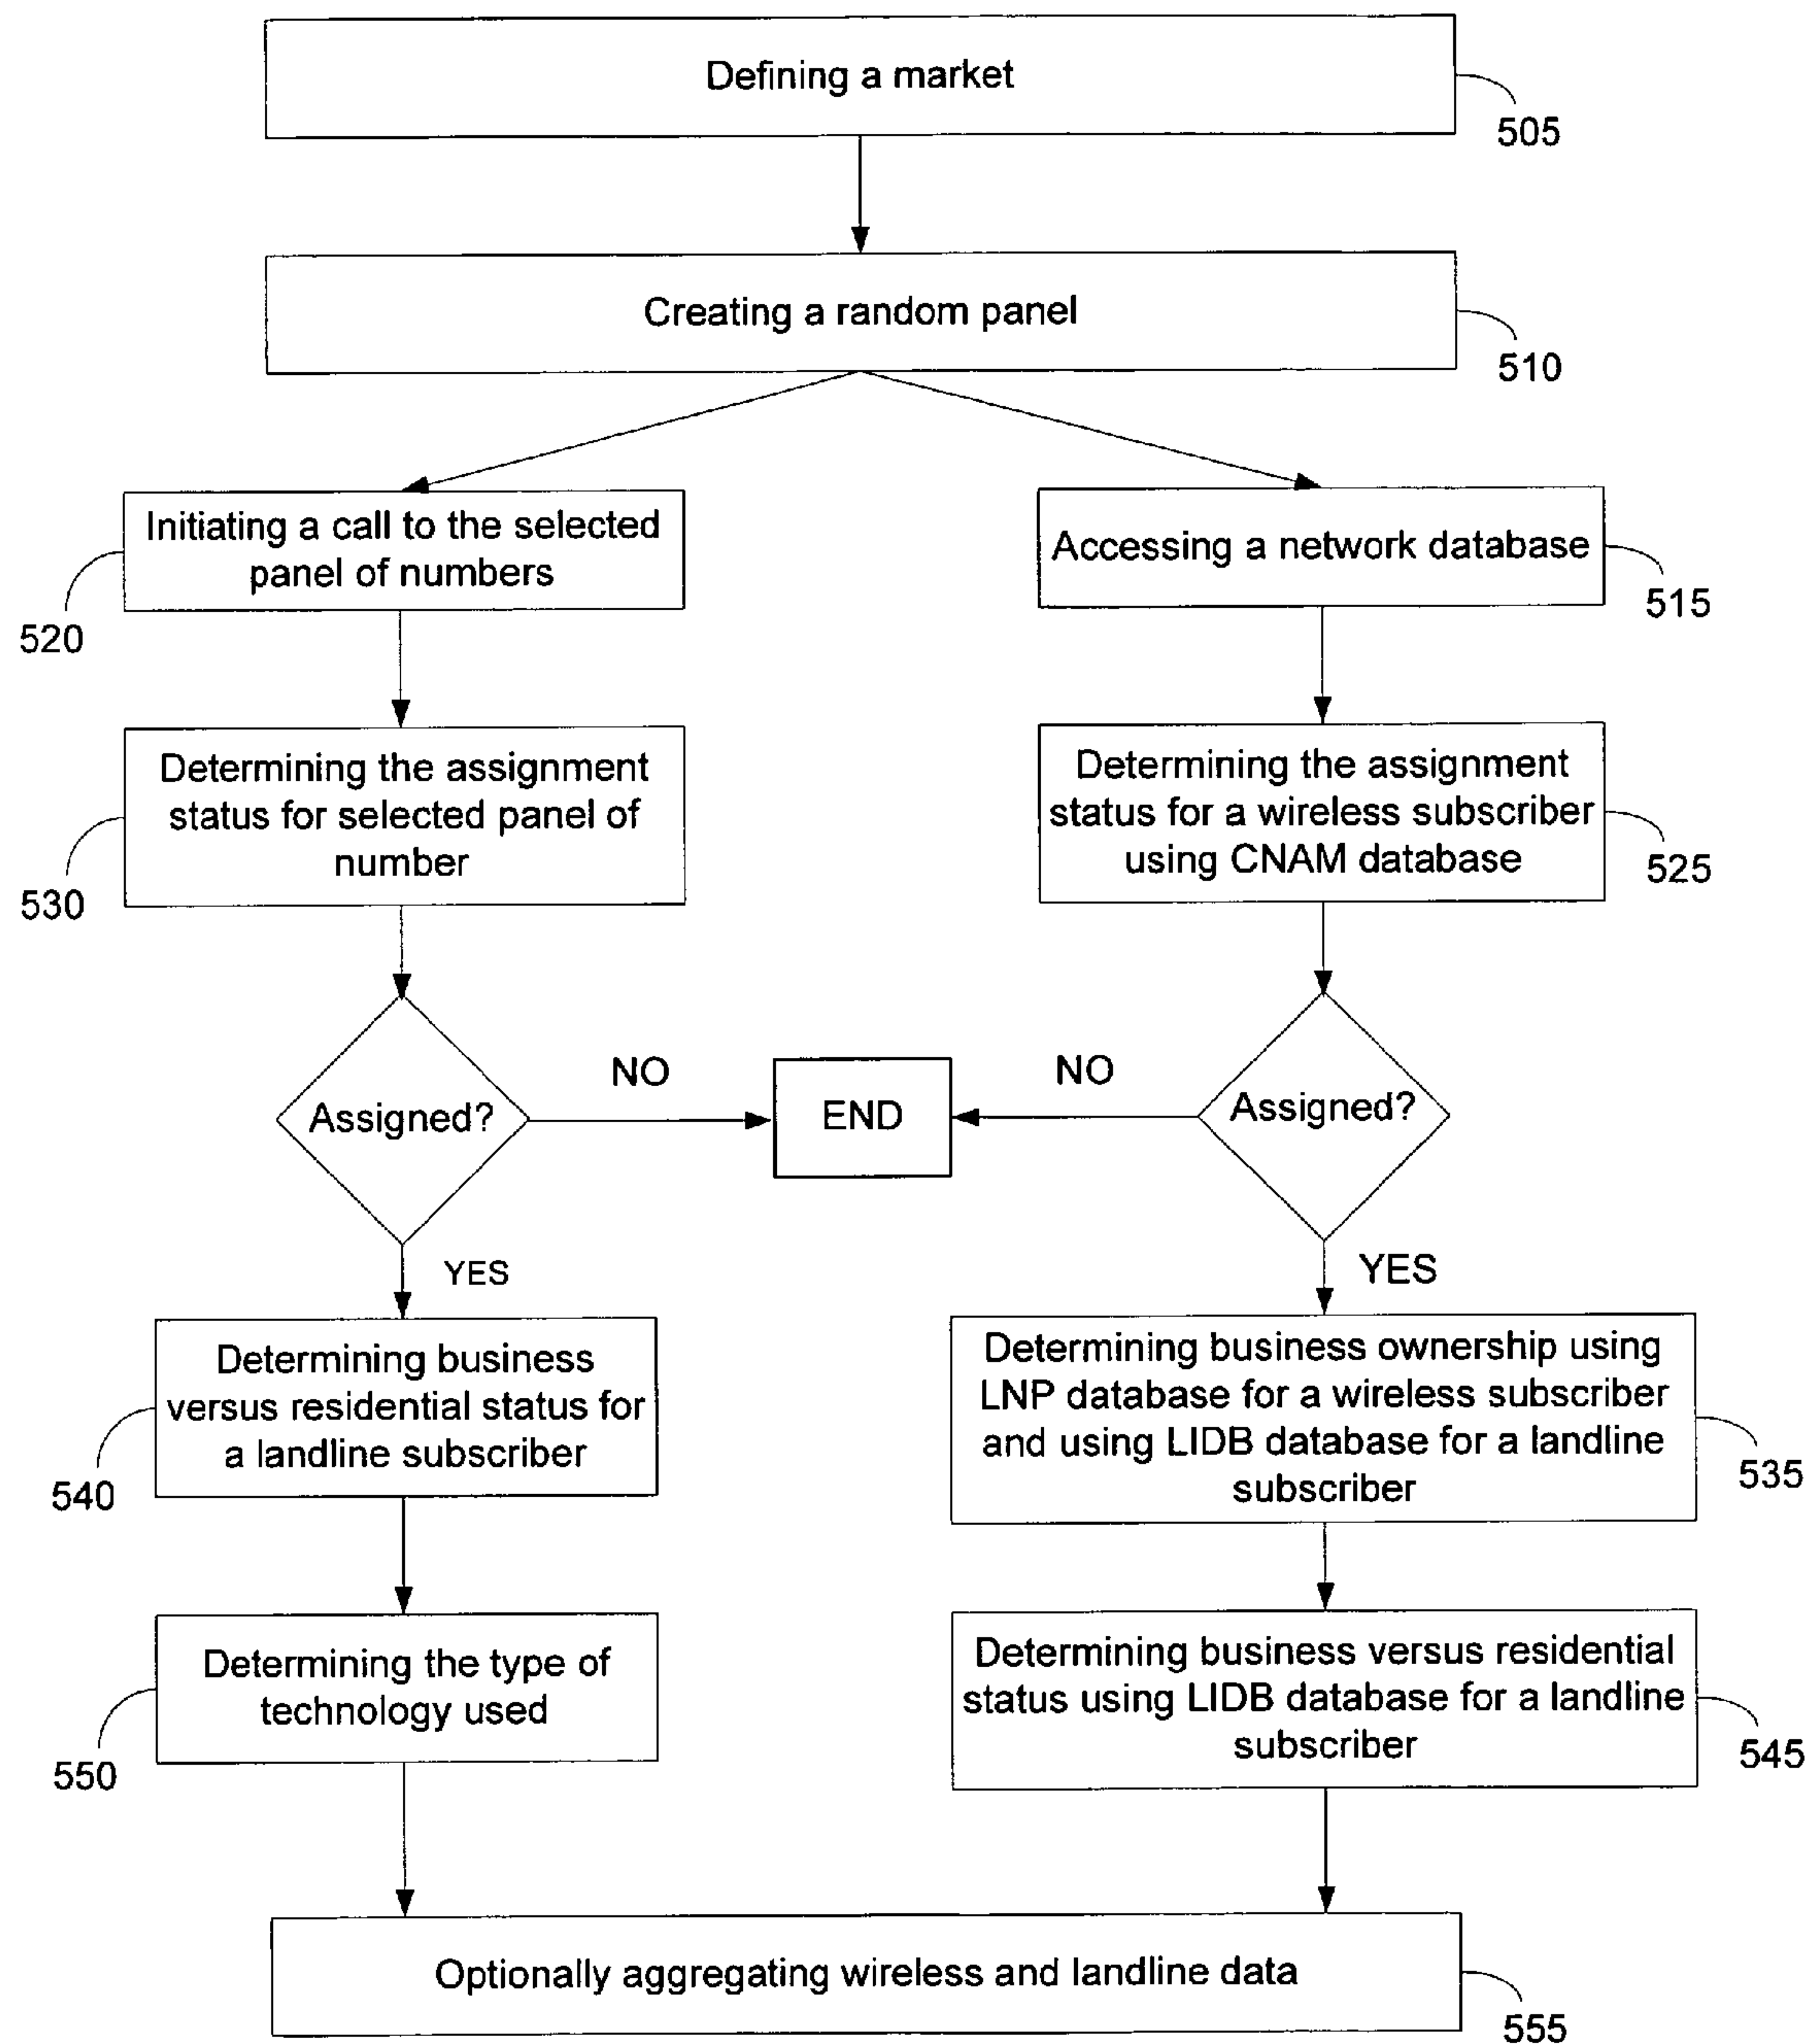 Defining a market
505
Creating a random panel
510
Initiating a call to the selected
panel of numbers
520
Accessing a network database
515
Determining the assignment
status for selected panel of
number
530
Determining the assignment
status for a wireless subscriber
using CNAM database
525
Assigned?
NO
END
NO
Assigned?
YES
YES
Determining business
versus residential status for
a landline subscriber
540
Determining business ownership using
LNP database for a wireless subscriber
and using LIDB database for a landline
subscriber
535
Determining the type of
technology used
550
Determining business versus residential
status using LIDB database for a landline
subscriber
545
Optionally aggregating wireless and landline data
555